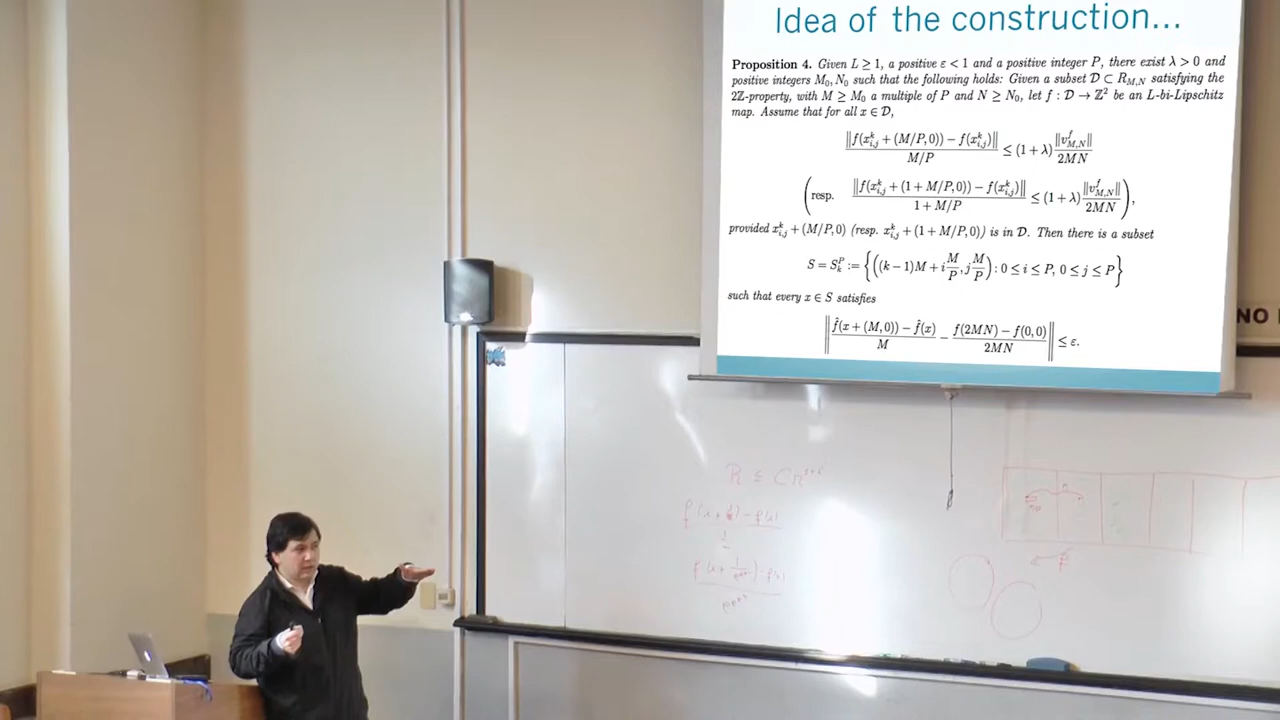 Idea of the construction...
Proposition 4. Given L ≥ 1, a positive ε < 1 and a positive integer P, there exist λ > 0 and
positive integers M₀, N₀ such that the following holds: Given a subset 𝒟 ⊂ R_{M,N} satisfying the
2ℤ-property, with M ≥ M₀ a multiple of P and N ≥ N₀, let f : 𝒟 → ℤ² be an L-bi-Lipschitz
map. Assume that for all x ∈ 𝒟,
‖f(x^k_{i,j} + (M/P, 0)) − f(x^k_{i,j})‖ / M/P ≤ (1 + λ) ‖v^f_{M,N}‖ / 2MN
(resp. ‖f(x^k_{i,j} + (1 + M/P, 0)) − f(x^k_{i,j})‖ / 1 + M/P ≤ (1 + λ) ‖v^f_{M,N}‖ / 2MN),
provided x^k_{i,j} + (M/P, 0) (resp. x^k_{i,j} + (1 + M/P, 0)) is in 𝒟. Then there is a subset
S = S^P_k := {((k − 1)M + i M/P, j M/P) : 0 ≤ i ≤ P, 0 ≤ j ≤ P}
such that every x ∈ S satisfies
‖ f̂(x + (M, 0)) − f̂(x) / M − f(2MN) − f(0, 0) / 2MN ‖ ≤ ε.
NO